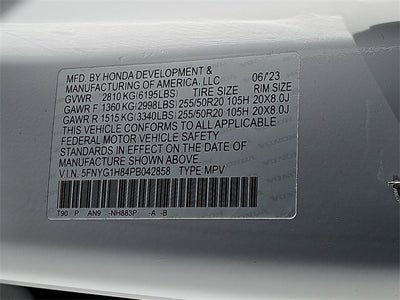 MFD. BY HONDA DEVELOPMENT &
MANUFACTURING OF AMERICA, LLC 06/23
GVWR 2810 KG(6195LBS) TIRE SIZE RIM SIZE
GAWR F 1360 KG(2998LBS) 255/50R20 105H 20X8.0J
GAWR R 1515 KG(3340LBS) 255/50R20 105H 20X8.0J
THIS VEHICLE CONFORMS TO ALL APPLICABLE
FEDERAL MOTOR VEHICLE SAFETY
STANDARDS IN EFFECT ON THE DATE OF
MANUFACTURE SHOWN ABOVE.
V.I.N. 5FNYG1H84PB042858 TYPE MPV
T90 P AN9 -NH883P -A -B